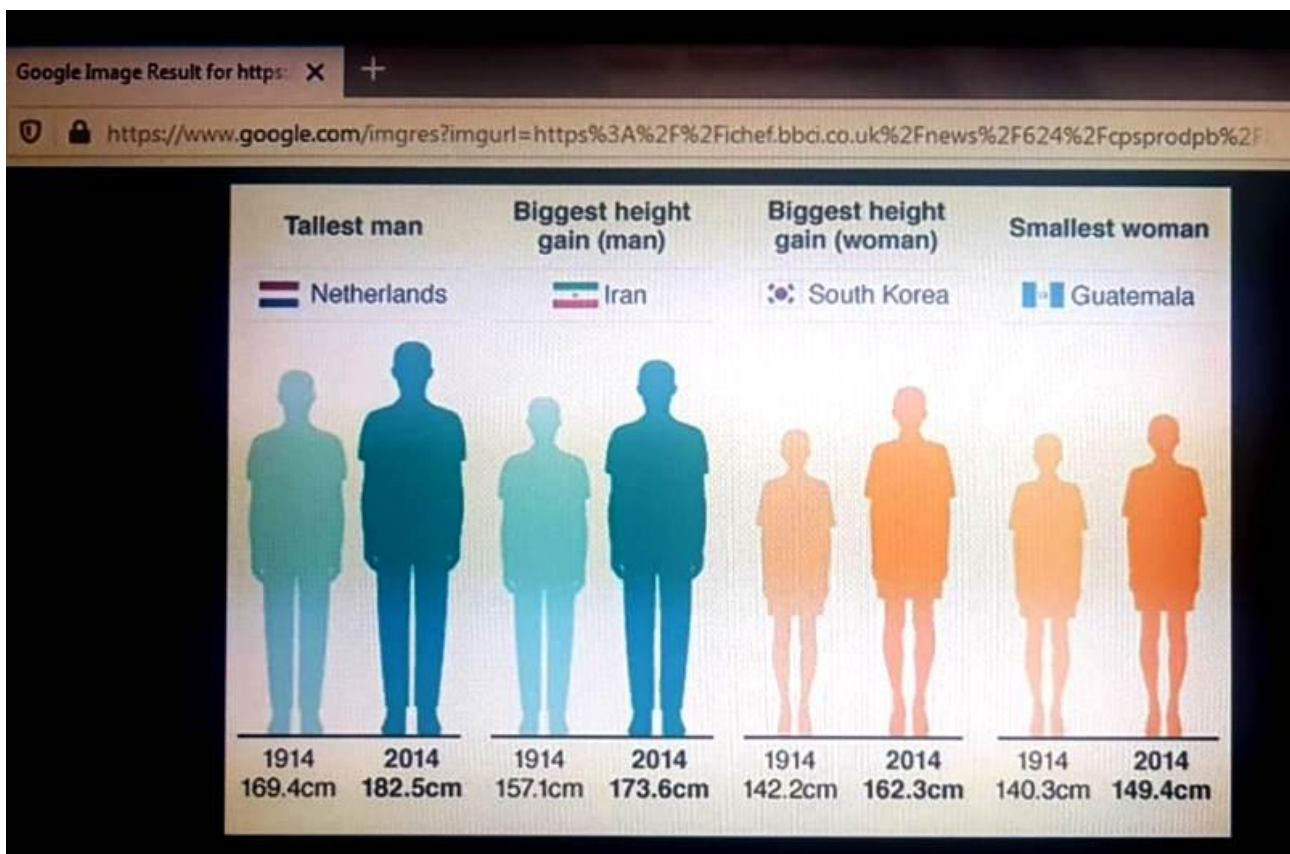 Google Image Result for https:
https://www.google.com/imgres?imgurl=https%3A%2F%2Fichef.bbci.co.uk%2Fnews%2F624%2Fcpsprodpb%2F
Tallest man
Netherlands
1914 2014
169.4cm 182.5cm
Biggest height
gain (man)
Iran
1914 2014
157.1cm 173.6cm
Biggest height
gain (woman)
South Korea
1914 2014
142.2cm 162.3cm
Smallest woman
Guatemala
1914 2014
140.3cm 149.4cm